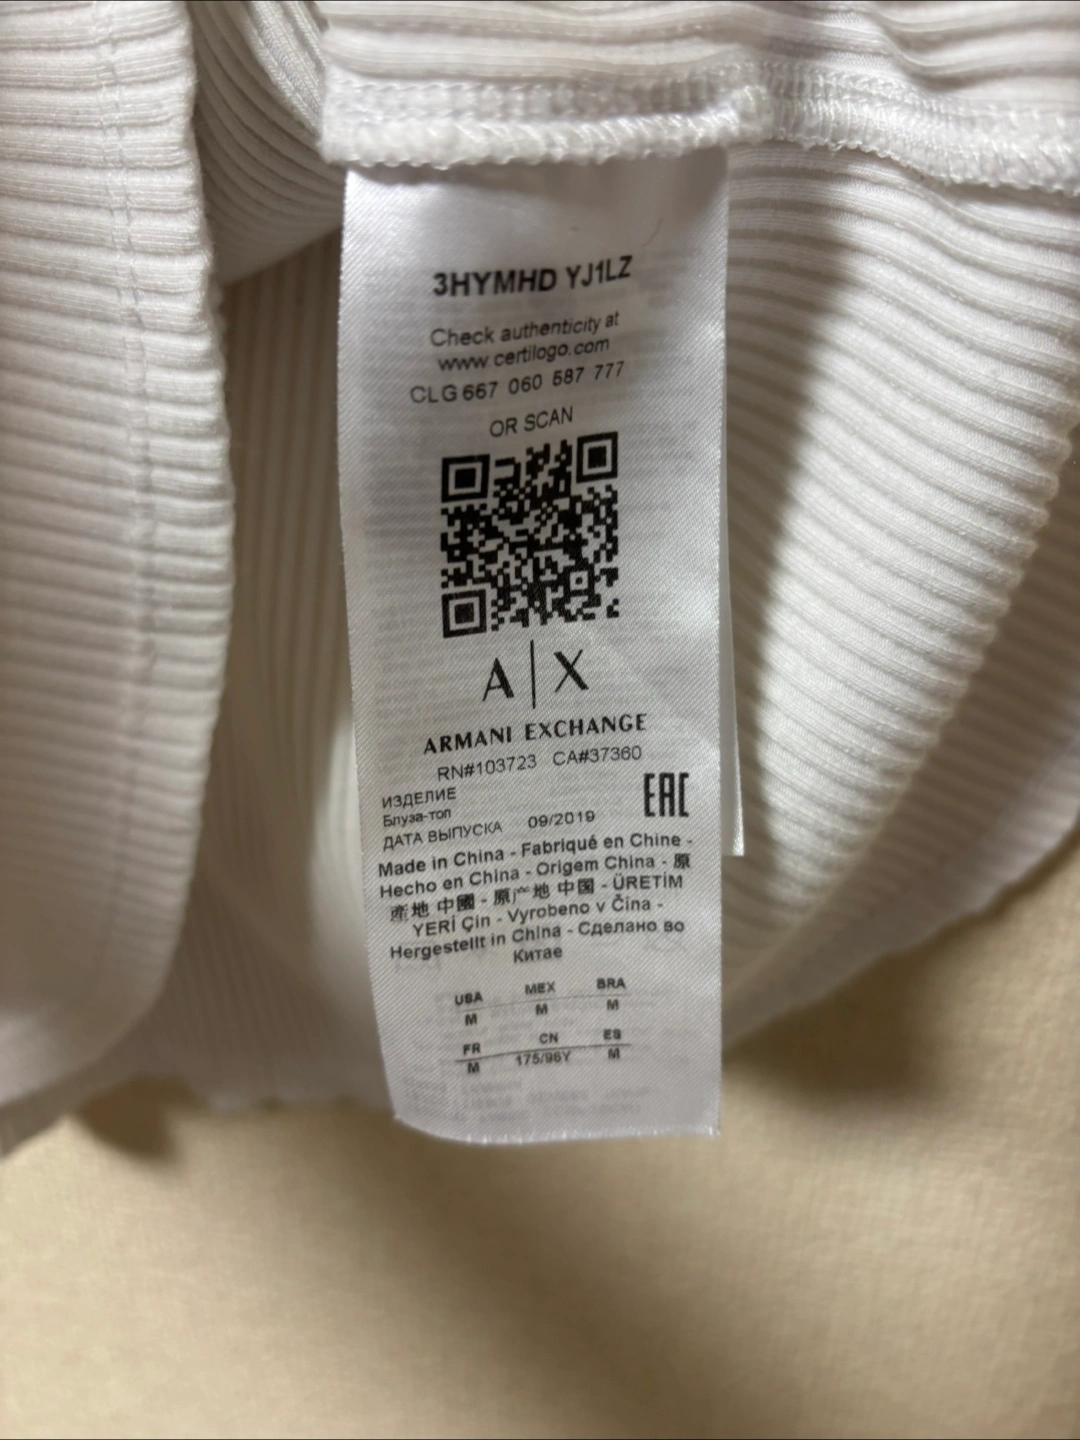 3HYMHD YJ1LZ
Check authenticity at
www.certilogo.com
CLG 667 060 587 777
OR SCAN
A|X
ARMANI EXCHANGE
RN#103723 CA#37360
ИЗДЕЛИЕ
Блуза-топ
ДАТА ВЫПУСКА 09/2019
EAC
Made in China - Fabriqué en Chine -
Hecho en China - Origem China - 原
產地 中國 - 原产地 中国 - ÜRETİM
YERİ Çin - Vyrobeno v Čina -
Hergestellt in China - Сделано во
Китае
USA MEX BRA
M M M
FR CN ES
M 175/96Y M